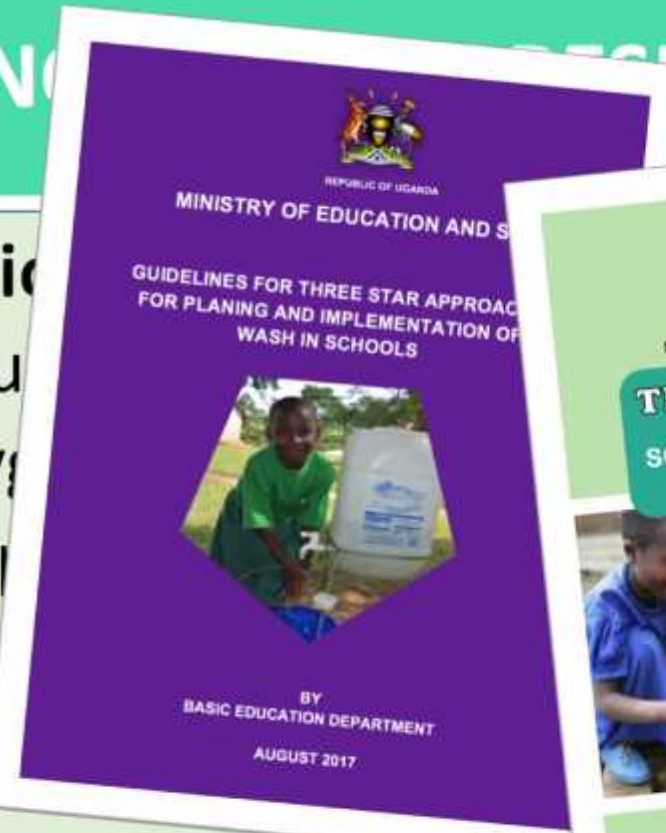 REPUBLIC OF UGANDA
MINISTRY OF EDUCATION AND S
GUIDELINES FOR THREE STAR APPROAC
FOR PLANING AND IMPLEMENTATION OF
WASH IN SCHOOLS
BY
BASIC EDUCATION DEPARTMENT
AUGUST 2017